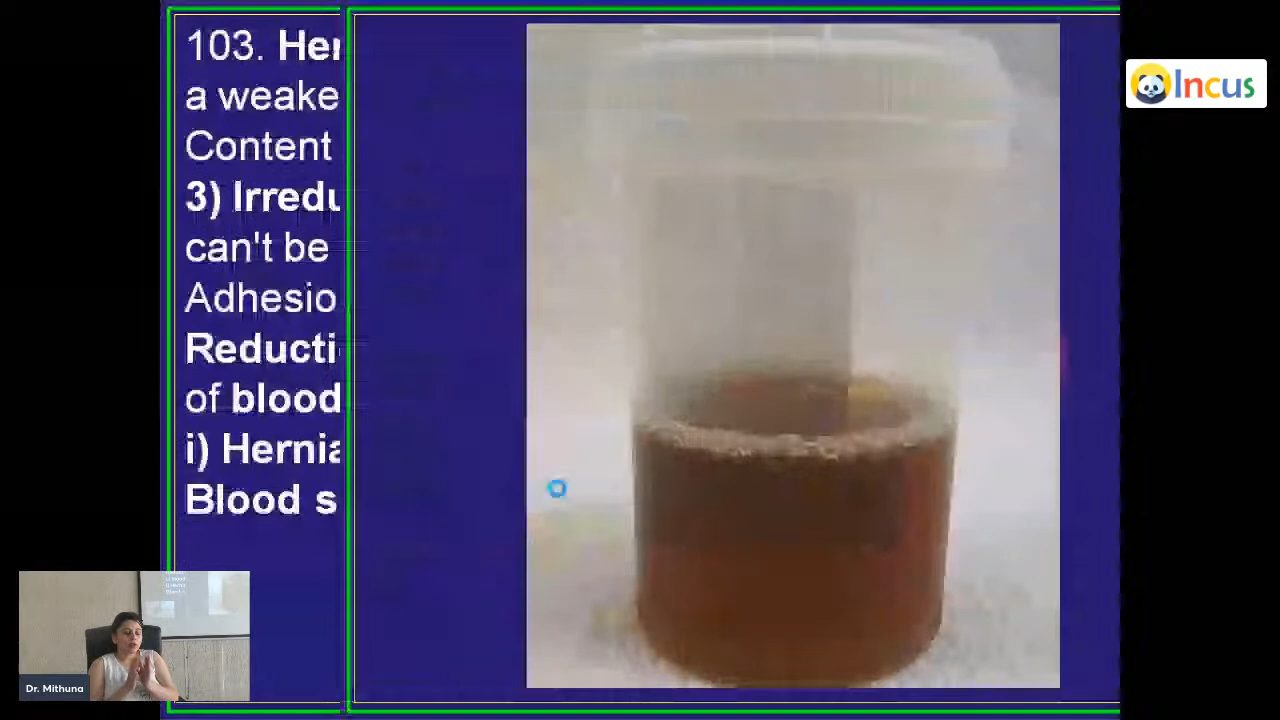 103. Her
a weake
Content
3) Irredu
can't be
Adhesio
Reducti
of blood
i) Hernia
Blood s
Incus
Dr. Mithuna